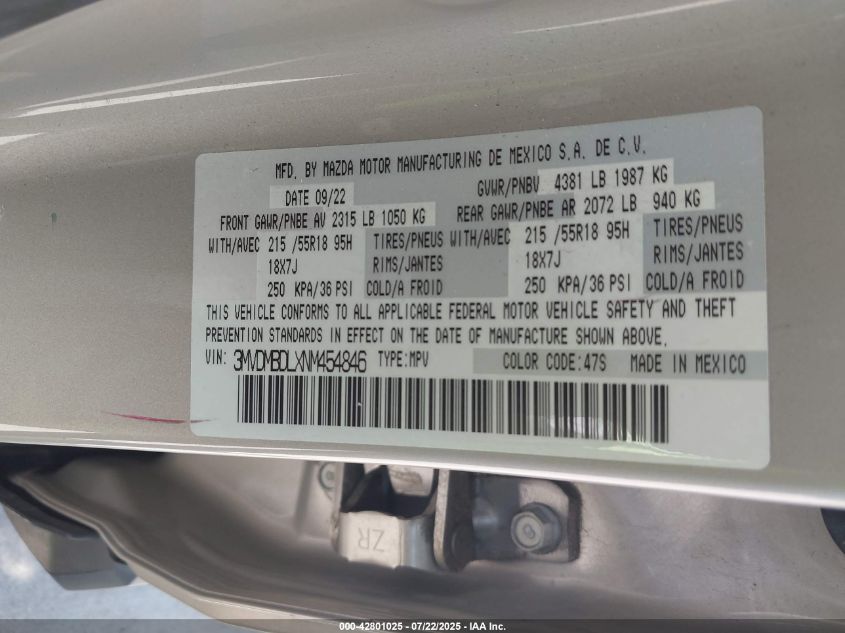 MFD. BY MAZDA MOTOR MANUFACTURING DE MEXICO S.A. DE C.V.
DATE 09/22 GVWR/PNBV 4381 LB 1987 KG
FRONT GAWR/PNBE AV 2315 LB 1050 KG REAR GAWR/PNBE AR 2072 LB 940 KG
WITH/AVEC 215 /55R18 95H TIRES/PNEUS WITH/AVEC 215 /55R18 95H TIRES/PNEUS
18X7J RIMS/JANTES 18X7J RIMS/JANTES
250 KPA/36 PSI COLD/A FROID 250 KPA/36 PSI COLD/A FROID
THIS VEHICLE CONFORMS TO ALL APPLICABLE FEDERAL MOTOR VEHICLE SAFETY AND THEFT
PREVENTION STANDARDS IN EFFECT ON THE DATE OF MANUFACTURE SHOWN ABOVE.
VIN: 3MVDMBDLXNM454846 TYPE:MPV COLOR CODE:47S MADE IN MEXICO
ZR
000-42801025 - 07/22/2025 - IAA Inc.